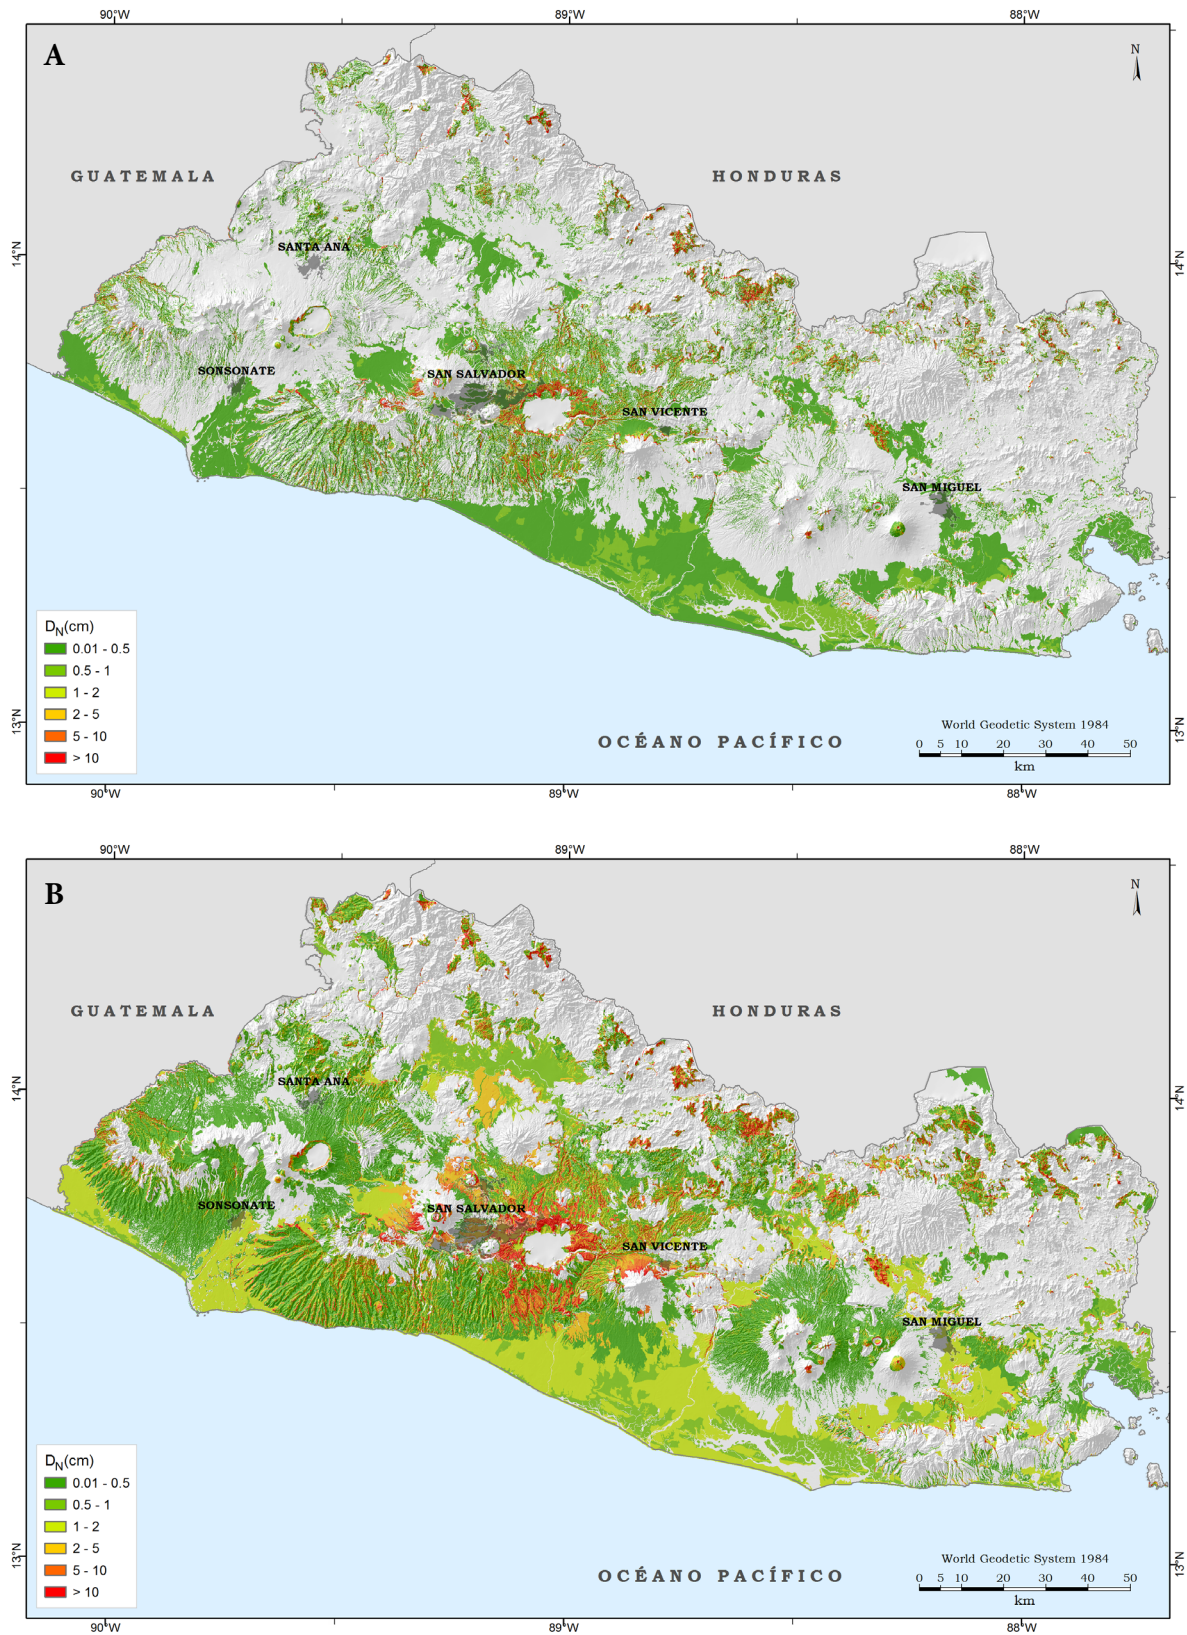 90°W 89°W 88°W
A
N
GUATEMALA HONDURAS
SANTA ANA
14°N 14°N
SONSONATE
SAN SALVADOR
SAN VICENTE
SAN MIGUEL
D_N(cm)
0.01 - 0.5
0.5 - 1
1 - 2
2 - 5
5 - 10
> 10
13°N 13°N
OCÉANO PACÍFICO
World Geodetic System 1984
0 5 10 20 30 40 50
km
90°W 89°W 88°W
90°W 89°W 88°W
B
N
GUATEMALA HONDURAS
SANTA ANA
14°N 14°N
SONSONATE
SAN SALVADOR
SAN VICENTE
SAN MIGUEL
D_N(cm)
0.01 - 0.5
0.5 - 1
1 - 2
2 - 5
5 - 10
> 10
13°N 13°N
OCÉANO PACÍFICO
World Geodetic System 1984
0 5 10 20 30 40 50
km
90°W 89°W 88°W